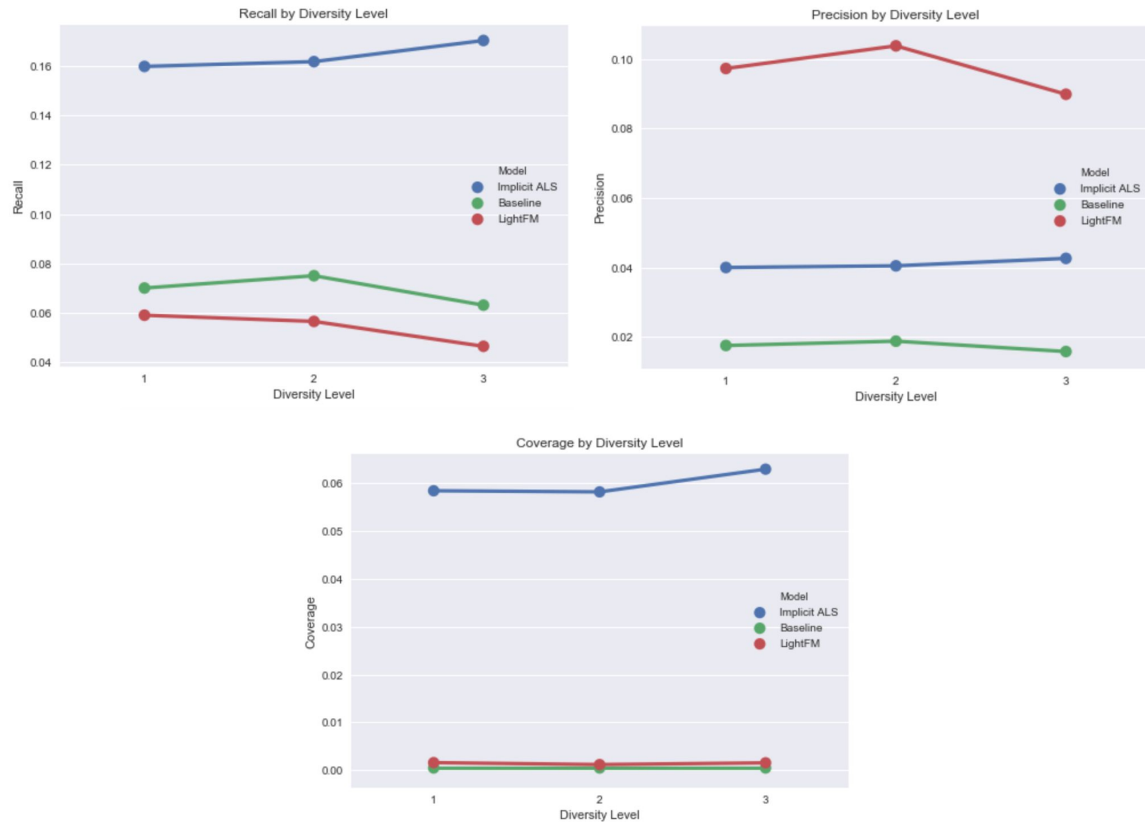 Recall by Diversity Level
0.16
0.14
0.12
0.10
0.08
0.06
0.04
Recall
Model
Implicit ALS
Baseline
LightFM
1 2 3
Diversity Level
Precision by Diversity Level
0.10
0.08
0.06
0.04
0.02
Precision
Model
Implicit ALS
Baseline
LightFM
1 2 3
Diversity Level
Coverage by Diversity Level
0.06
0.05
0.04
0.03
0.02
0.01
0.00
Coverage
Model
Implicit ALS
Baseline
LightFM
1 2 3
Diversity Level